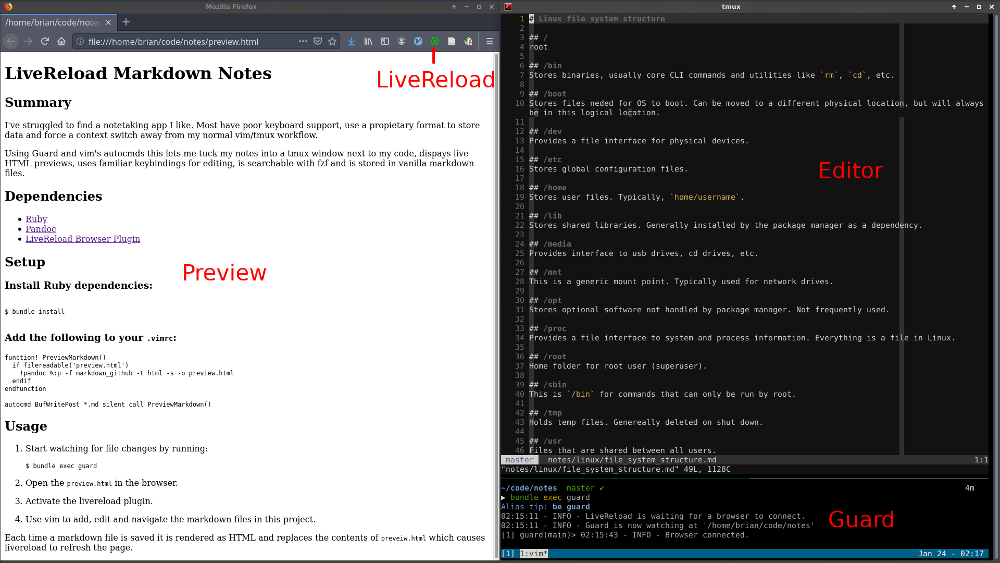 Mozilla Firefox
/home/brian/code/notes/
file:///home/brian/code/notes/preview.html
LiveReload
LiveReload Markdown Notes
Summary
I've struggled to find a notetaking app I like. Most have poor keyboard support, use a propietary format to store
data and force a context switch away from my normal vim/tmux workflow.
Using Guard and vim's autocmds this lets me tuck my notes into a tmux window next to my code, dispays live
HTML previews, uses familiar keybindings for editing, is searchable with fzf and is stored in vanilla markdown
files.
Dependencies
Ruby
Pandoc
LiveReload Browser Plugin
Setup
Preview
Install Ruby dependencies:
$ bundle install
Add the following to your .vimrc:
function! PreviewMarkdown()
if filereadable('preview.html')
!pandoc %:p -f markdown_github -t html -s -o preview.html
endif
endfunction
autocmd BufWritePost *.md silent call PreviewMarkdown()
Usage
1. Start watching for file changes by running:
$ bundle exec guard
2. Open the preview.html in the browser.
3. Activate the livereload plugin.
4. Use vim to add, edit and navigate the markdown files in this project.
Each time a markdown file is saved it is rendered as HTML and replaces the contents of preveiw.html which causes
livereload to refresh the page.
tmux
1 # Linux file system structure
2
3 ## /
4 root
5
6 ## /bin
7 Stores binaries, usually core CLI commands and utilities like `rm`, `cd`, etc.
8
9 ## /boot
10 Stores files neded for OS to boot. Can be moved to a different physical location, but will always
be in this logical location.
11
12 ## /dev
13 Provides a file interface for physical devices.
14
15 ## /etc
16 Stores global configuration files.
17
Editor
18 ## /home
19 Stores user files. Typically, `home/username`.
20
21 ## /lib
22 Stores shared libraries. Generally installed by the package manager as a dependency.
23
24 ## /media
25 Provides interface to usb drives, cd drives, etc.
26
27 ## /mnt
28 This is a generic mount point. Typically used for network drives.
29
30 ## /opt
31 Stores optional software not handled by package manager. Not frequently used.
32
33 ## /proc
34 Provides a file interface to system and process information. Everything is a file in Linux.
35
36 ## /root
37 Home folder for root user (superuser).
38
39 ## /sbin
40 This is `/bin` for commands that can only be run by root.
41
42 ## /tmp
43 Holds temp files. Genereally deleted on shut down.
44
45 ## /usr
46 Files that are shared between all users.
master notes/linux/file_system_structure.md 1:1
"notes/linux/file_system_structure.md" 49L, 1128C
~/code/notes master ✓ 4m
▶ bundle exec guard
Alias tip: be guard
02:15:11 - INFO - LiveReload is waiting for a browser to connect.
02:15:11 - INFO - Guard is now watching at '/home/brian/code/notes'
[1] guard(main)> 02:15:43 - INFO - Browser connected.
Guard
[1] 1:vim* Jan 24 - 02:17